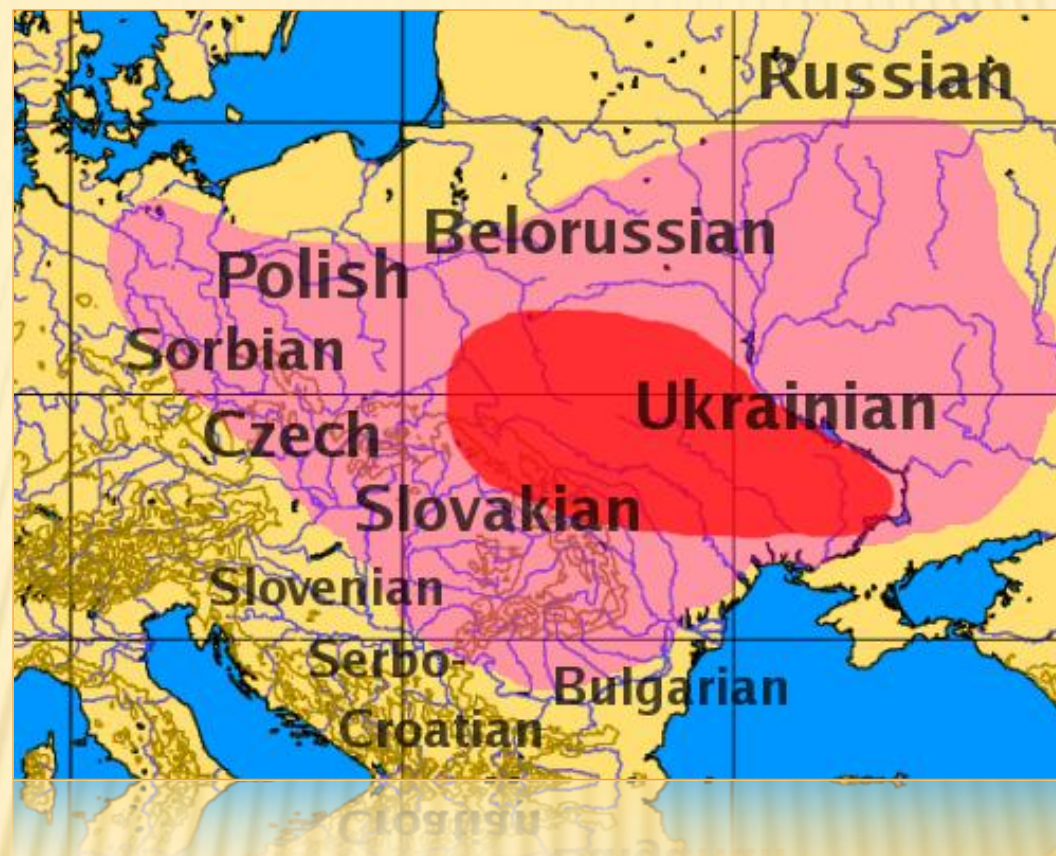 Russian
Belorussian
Polish
Sorbian
Ukrainian
Czech
Slovakian
Slovenian
Serbo-
Croatian
Bulgarian